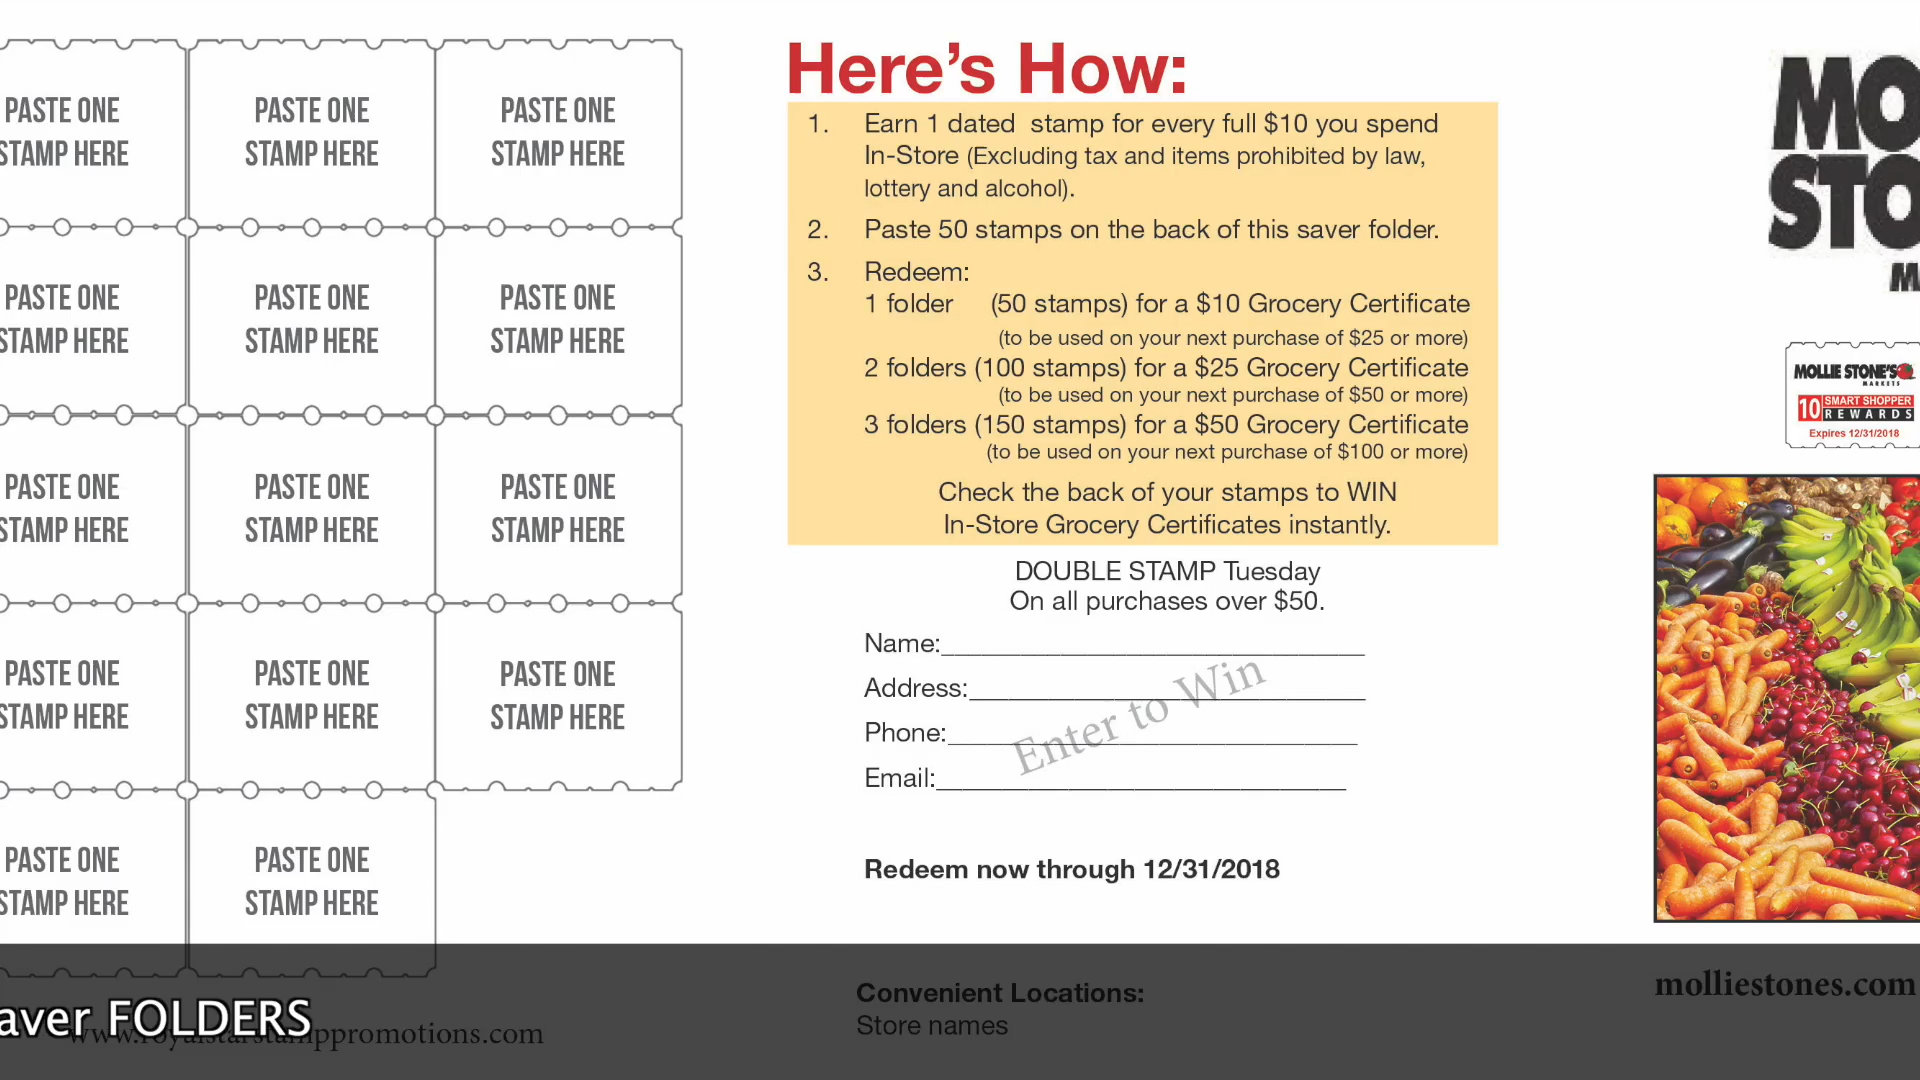 PASTE ONE
STAMP HERE
PASTE ONE
STAMP HERE
PASTE ONE
STAMP HERE
PASTE ONE
STAMP HERE
PASTE ONE
STAMP HERE
PASTE ONE
STAMP HERE
PASTE ONE
STAMP HERE
PASTE ONE
STAMP HERE
PASTE ONE
STAMP HERE
PASTE ONE
STAMP HERE
PASTE ONE
STAMP HERE
PASTE ONE
STAMP HERE
PASTE ONE
STAMP HERE
PASTE ONE
STAMP HERE
aver FOLDERS
www.royalstarstamppromotions.com
Here's How:
1. Earn 1 dated stamp for every full $10 you spend
In-Store (Excluding tax and items prohibited by law,
lottery and alcohol).
2. Paste 50 stamps on the back of this saver folder.
3. Redeem:
1 folder (50 stamps) for a $10 Grocery Certificate
(to be used on your next purchase of $25 or more)
2 folders (100 stamps) for a $25 Grocery Certificate
(to be used on your next purchase of $50 or more)
3 folders (150 stamps) for a $50 Grocery Certificate
(to be used on your next purchase of $100 or more)
Check the back of your stamps to WIN
In-Store Grocery Certificates instantly.
DOUBLE STAMP Tuesday
On all purchases over $50.
Name:
Address:
Phone:
Email:
Enter to Win
Redeem now through 12/31/2018
Convenient Locations:
Store names
MO
STO
M
MOLLIE STONE'S
MARKETS
10 SMART SHOPPER
REWARDS
Expires 12/31/2018
molliestones.com